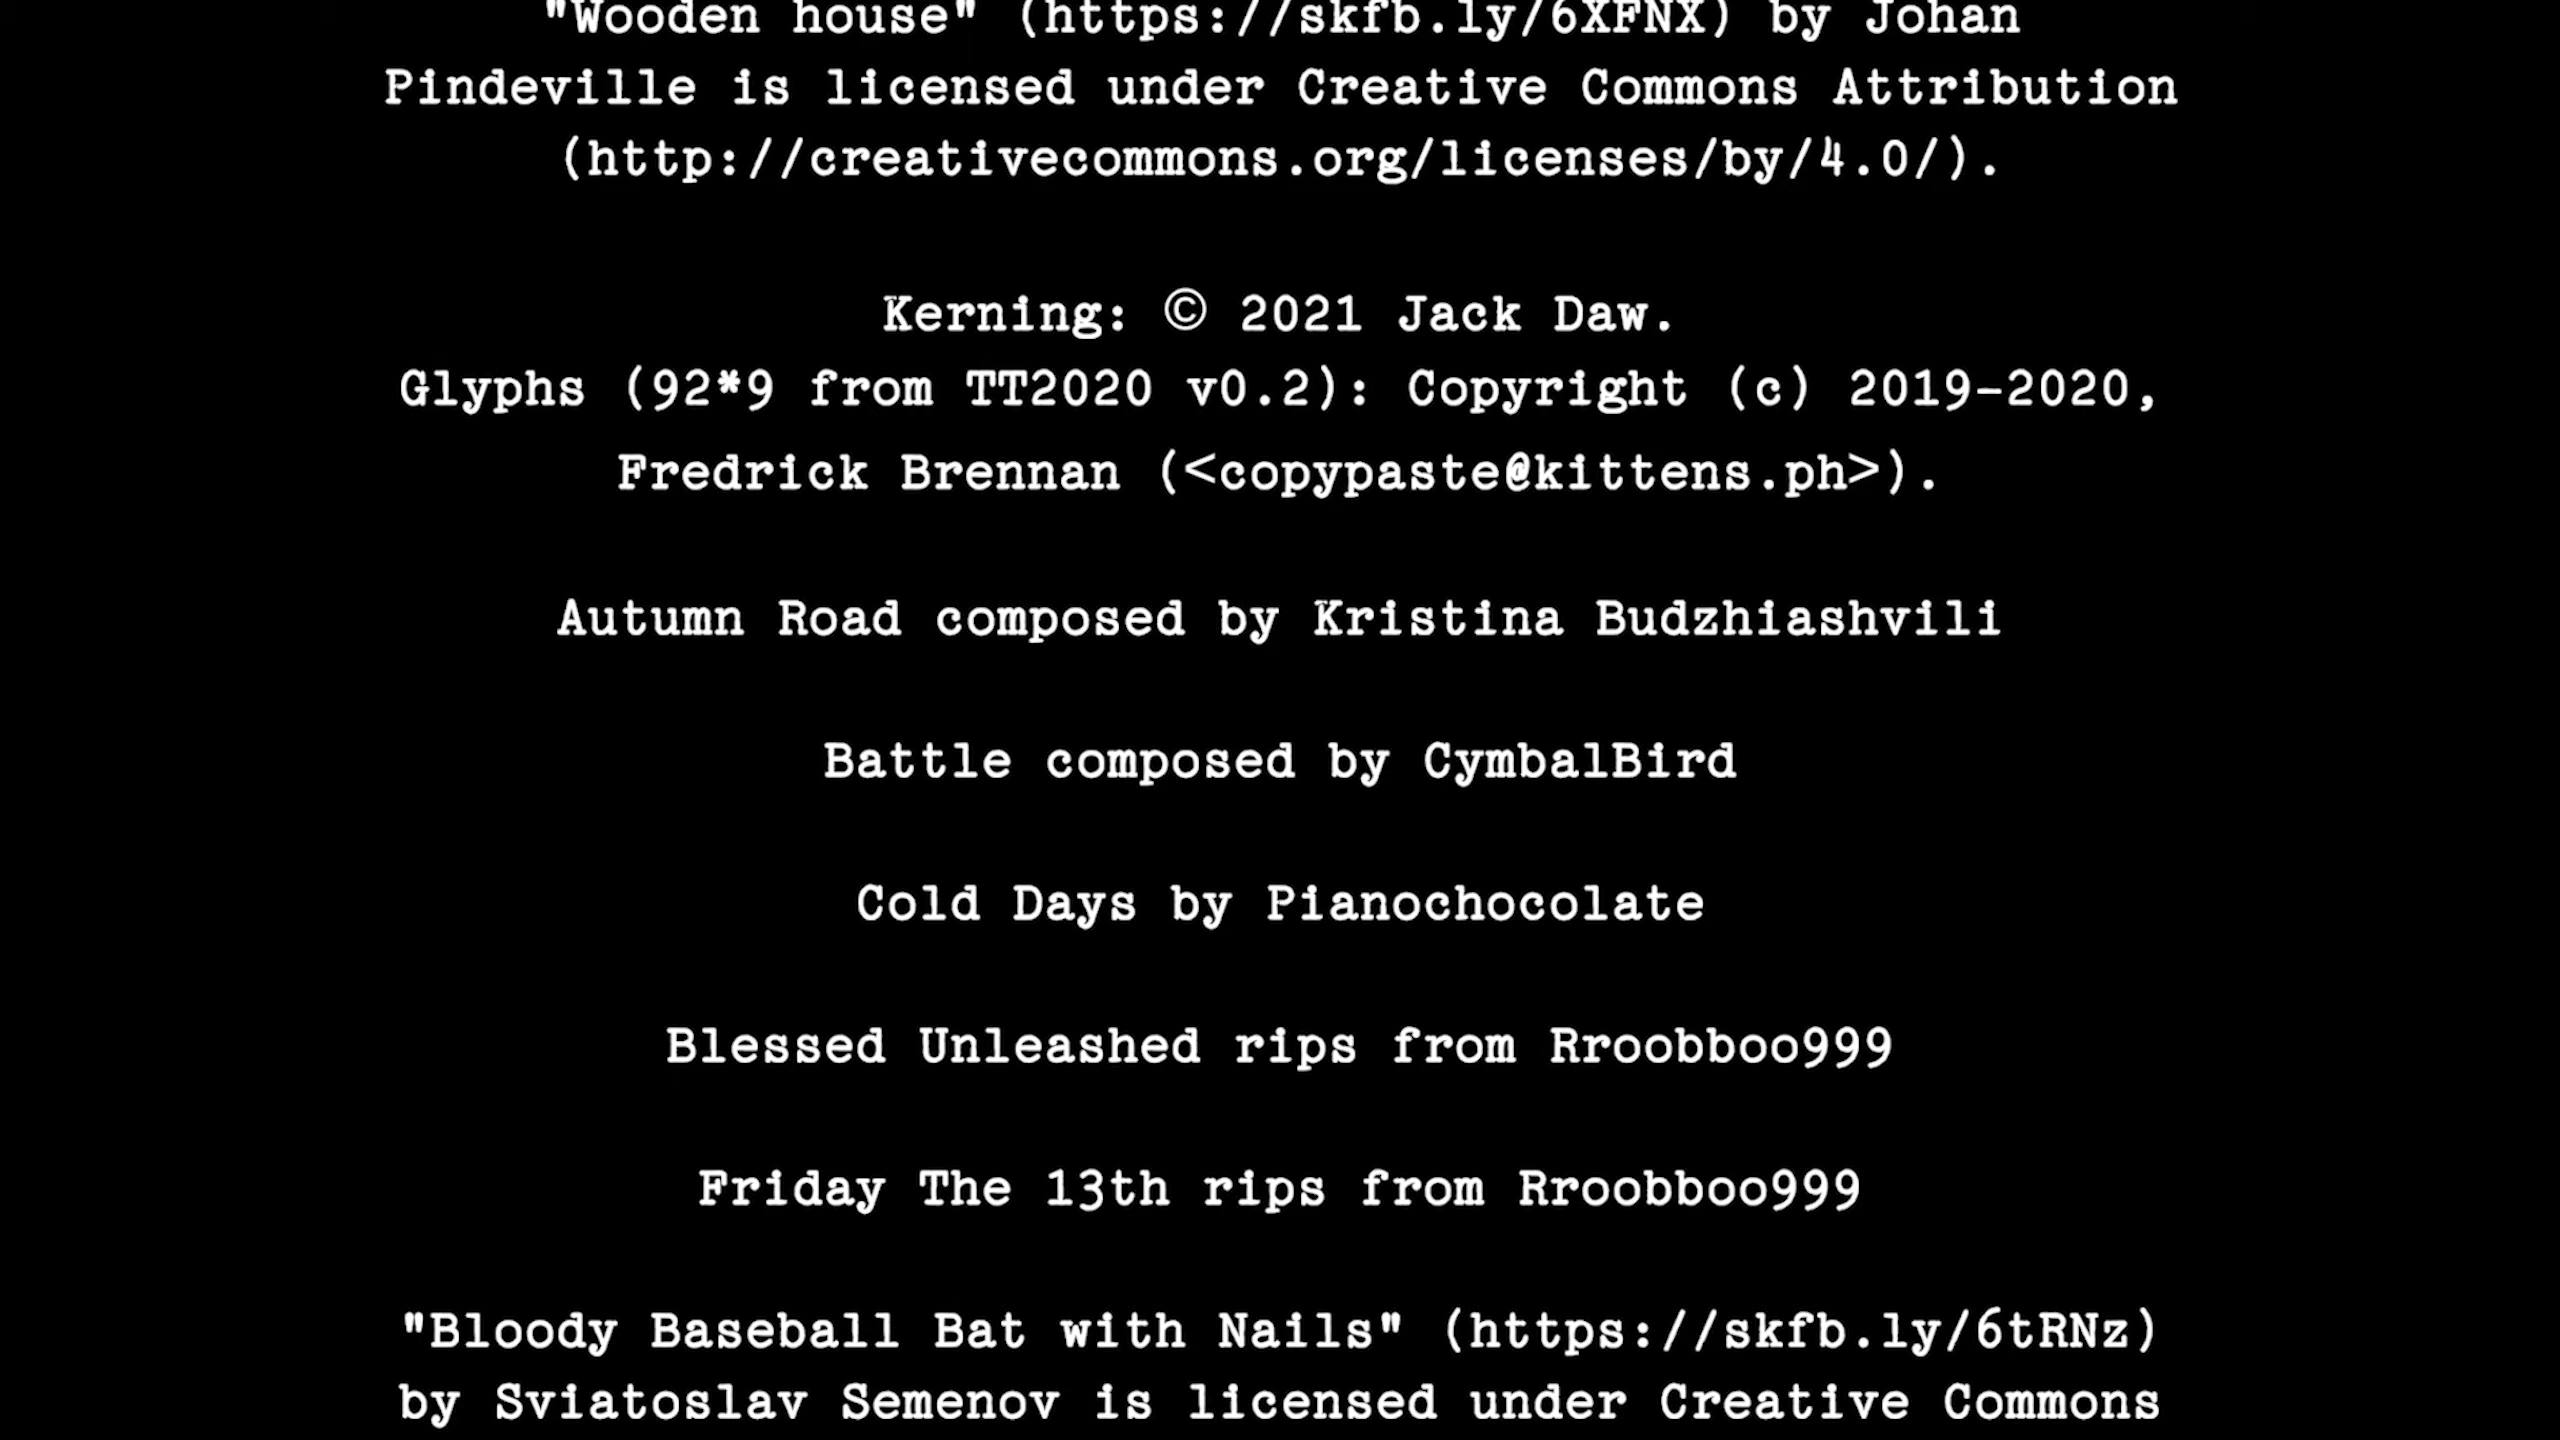 "Wooden house" (https://skfb.ly/6XFNX) by Johan
Pindeville is licensed under Creative Commons Attribution
(http://creativecommons.org/licenses/by/4.0/).
Kerning: © 2021 Jack Daw.
Glyphs (92*9 from TT2020 v0.2): Copyright (c) 2019-2020,
Fredrick Brennan (<copypaste@kittens.ph>).
Autumn Road composed by Kristina Budzhiashvili
Battle composed by CymbalBird
Cold Days by Pianochocolate
Blessed Unleashed rips from Rroobboo999
Friday The 13th rips from Rroobboo999
"Bloody Baseball Bat with Nails" (https://skfb.ly/6tRNz)
by Sviatoslav Semenov is licensed under Creative Commons